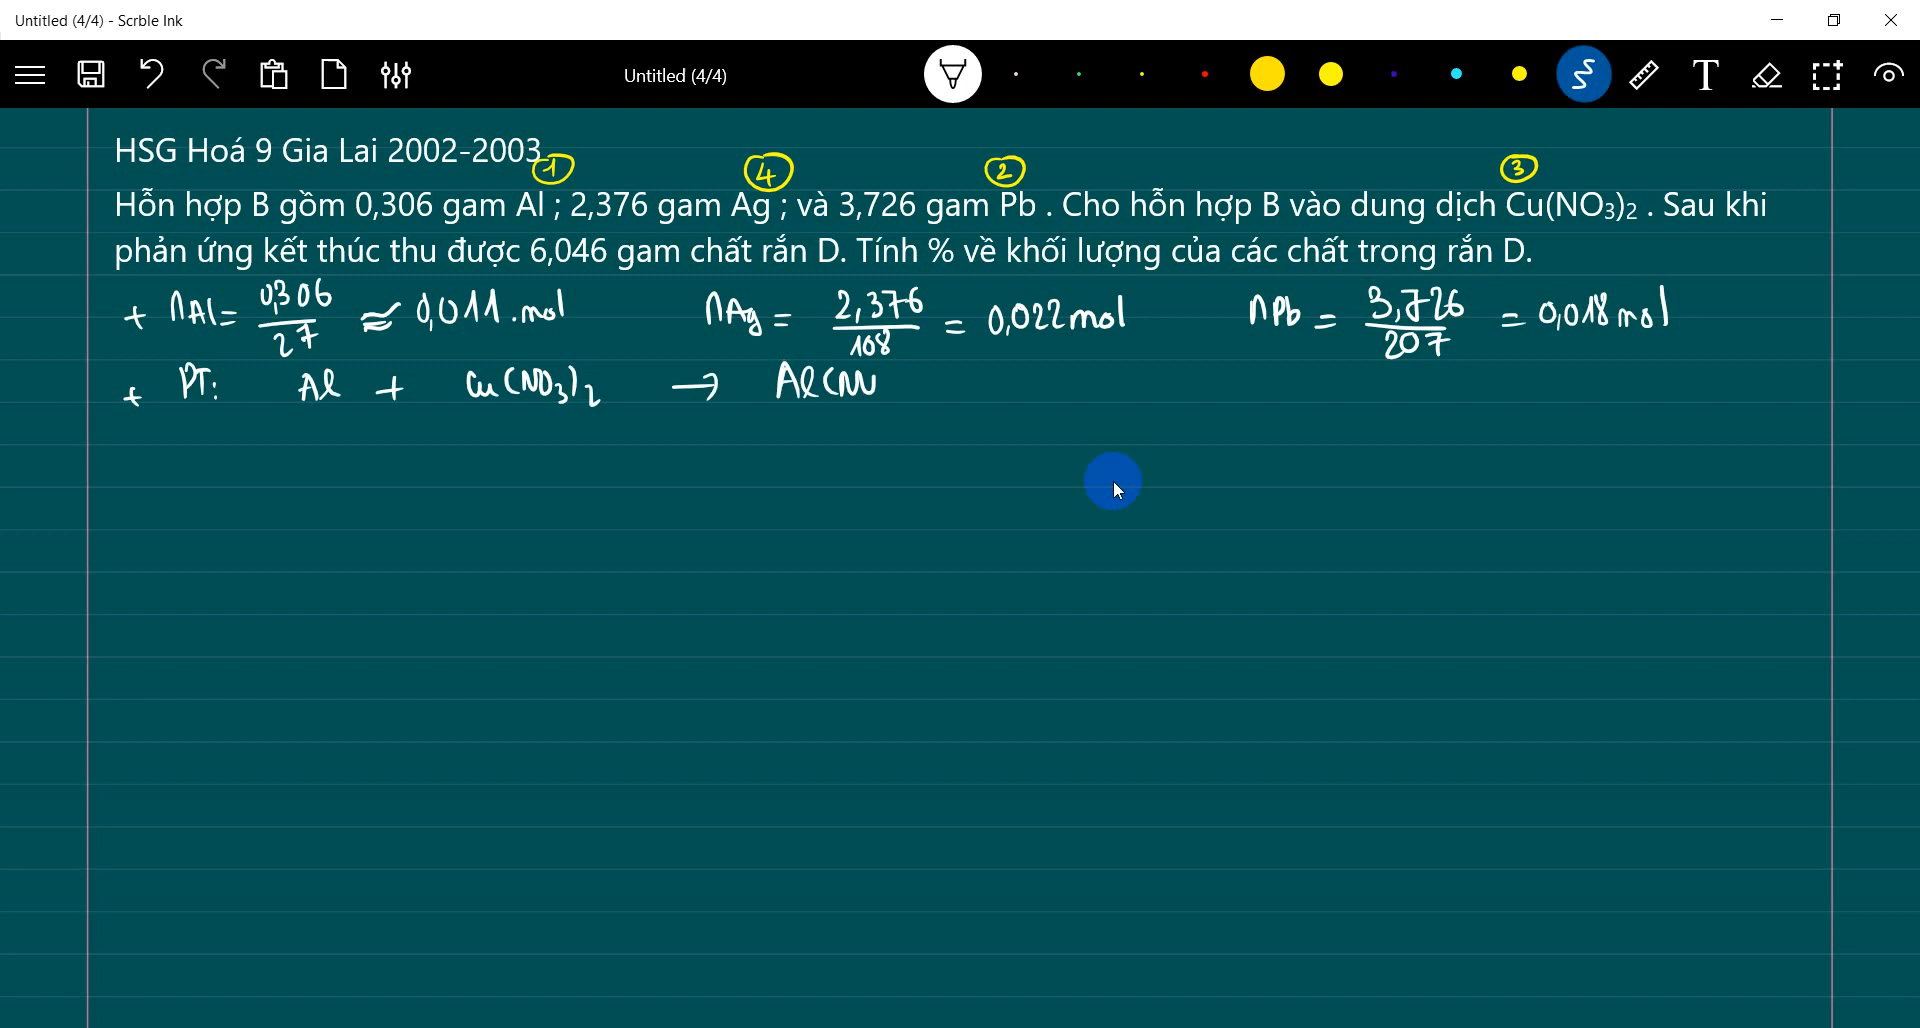 Untitled (4/4) - Scrble Ink
Untitled (4/4)
T
HSG Hoá 9 Gia Lai 2002-2003
1 4 2 3
Hỗn hợp B gồm 0,306 gam Al ; 2,376 gam Ag ; và 3,726 gam Pb . Cho hỗn hợp B vào dung dịch Cu(NO₃)₂ . Sau khi
phản ứng kết thúc thu được 6,046 gam chất rắn D. Tính % về khối lượng của các chất trong rắn D.
+ nAl = 0,306/27 ≈ 0,011 . mol nAg = 2,376/108 = 0,022 mol nPb = 3,726/207 = 0,018 mol
+ PT: Al + Cu(NO₃)₂ → Al(NV